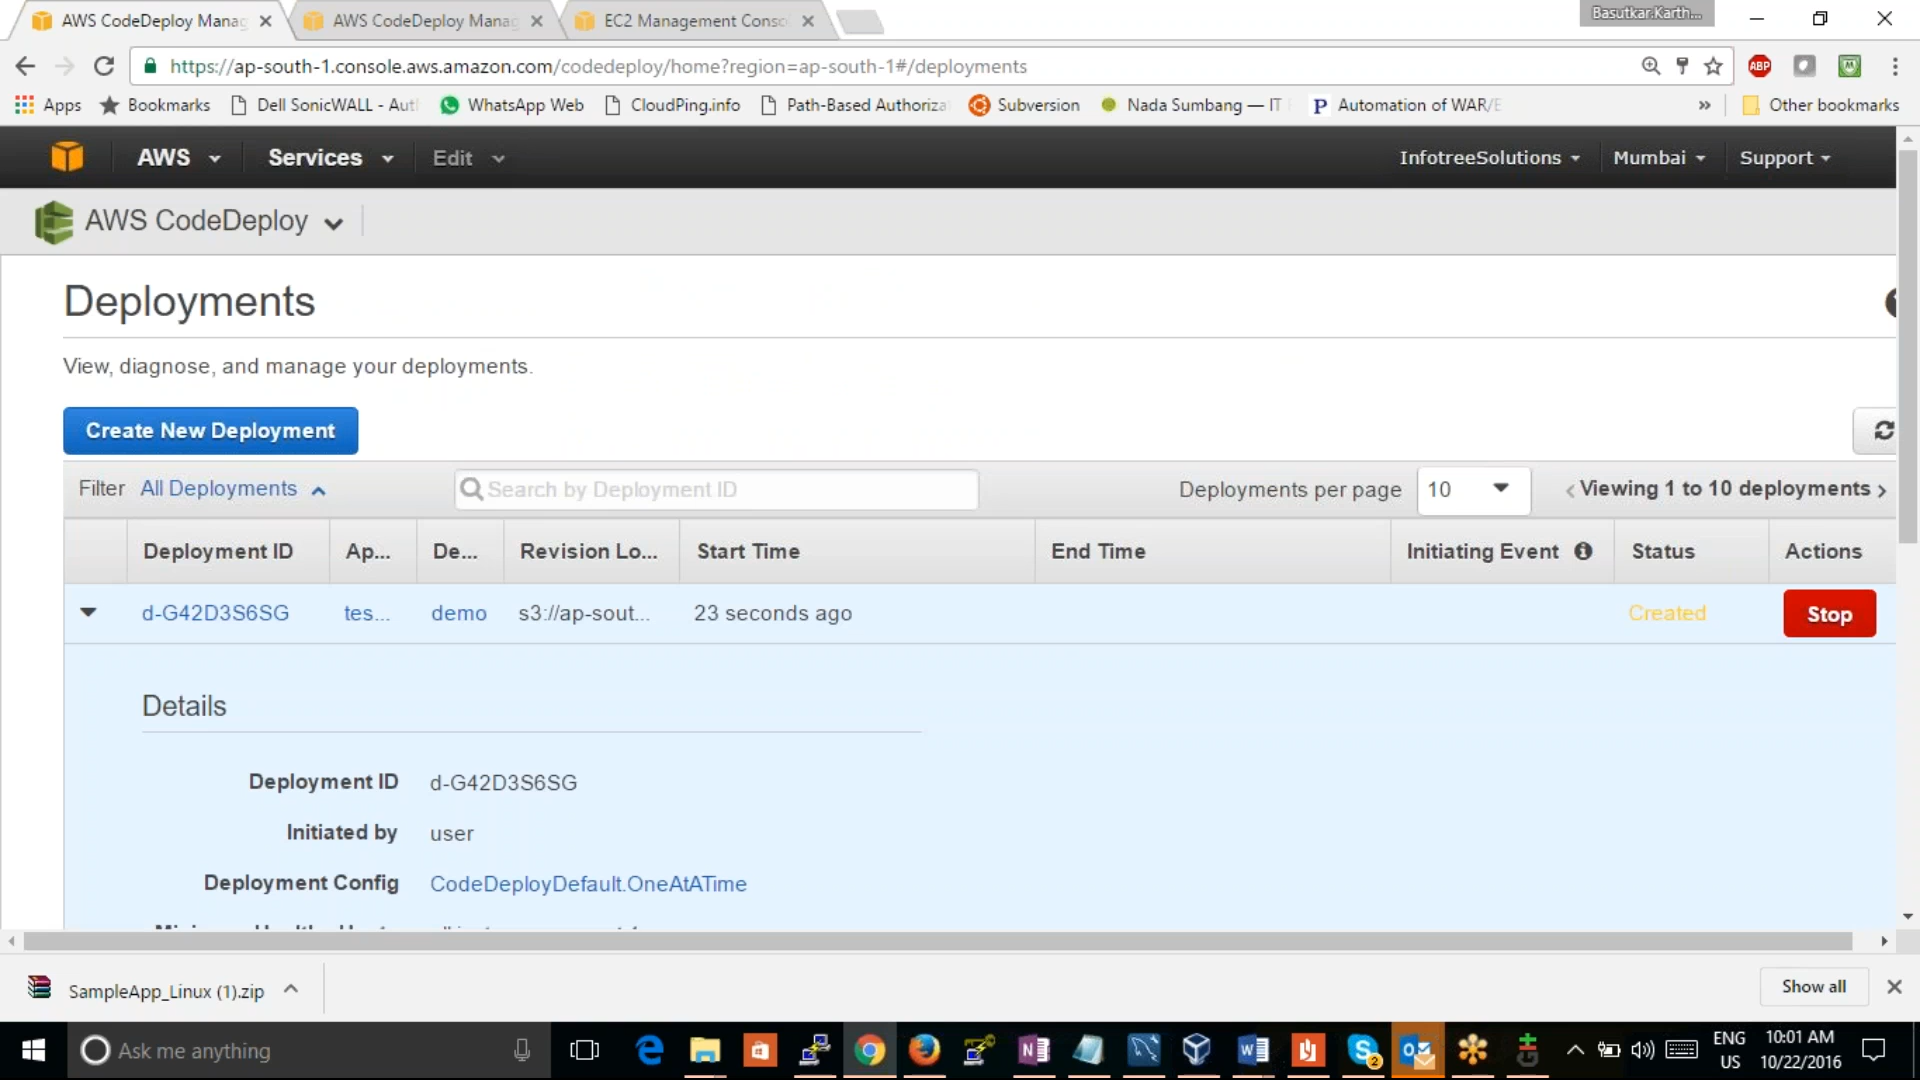 AWS CodeDeploy Manag
AWS CodeDeploy Manag
EC2 Management Conso
Basutkar.Karth...
https://ap-south-1.console.aws.amazon.com/codedeploy/home?region=ap-south-1#/deployments
ABP
Apps
Bookmarks
Dell SonicWALL - Aut
WhatsApp Web
CloudPing.info
Path-Based Authoriza
Subversion
Nada Sumbang — IT
Automation of WAR/E
»
Other bookmarks
AWS
Services
Edit
InfotreeSolutions
Mumbai
Support
AWS CodeDeploy
Deployments
View, diagnose, and manage your deployments.
Create New Deployment
Filter All Deployments
Search by Deployment ID
Deployments per page
10
Viewing 1 to 10 deployments
Deployment ID
Ap...
De...
Revision Lo...
Start Time
End Time
Initiating Event
Status
Actions
d-G42D3S6SG
tes...
demo
s3://ap-sout...
23 seconds ago
Created
Stop
Details
Deployment ID d-G42D3S6SG
Initiated by user
Deployment Config CodeDeployDefault.OneAtATime
SampleApp_Linux (1).zip
Show all
Ask me anything
2
ENG
US
10:01 AM
10/22/2016